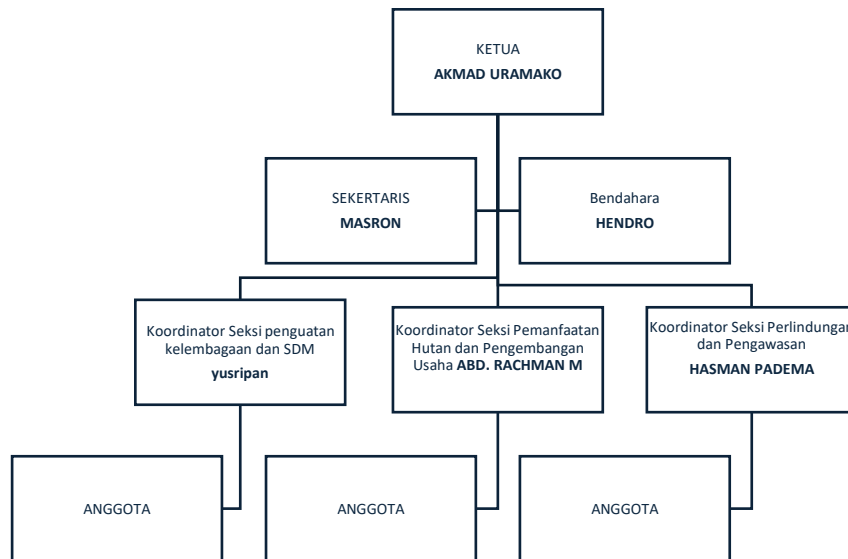 KETUA
AKMAD URAMAKO
SEKERTARIS
MASRON
Bendahara
HENDRO
Koordinator Seksi penguatan
kelembagaan dan SDM
yusripan
Koordinator Seksi Pemanfaatan
Hutan dan Pengembangan
Usaha ABD. RACHMAN M
Koordinator Seksi Perlindungan
dan Pengawasan
HASMAN PADEMA
ANGGOTA
ANGGOTA
ANGGOTA